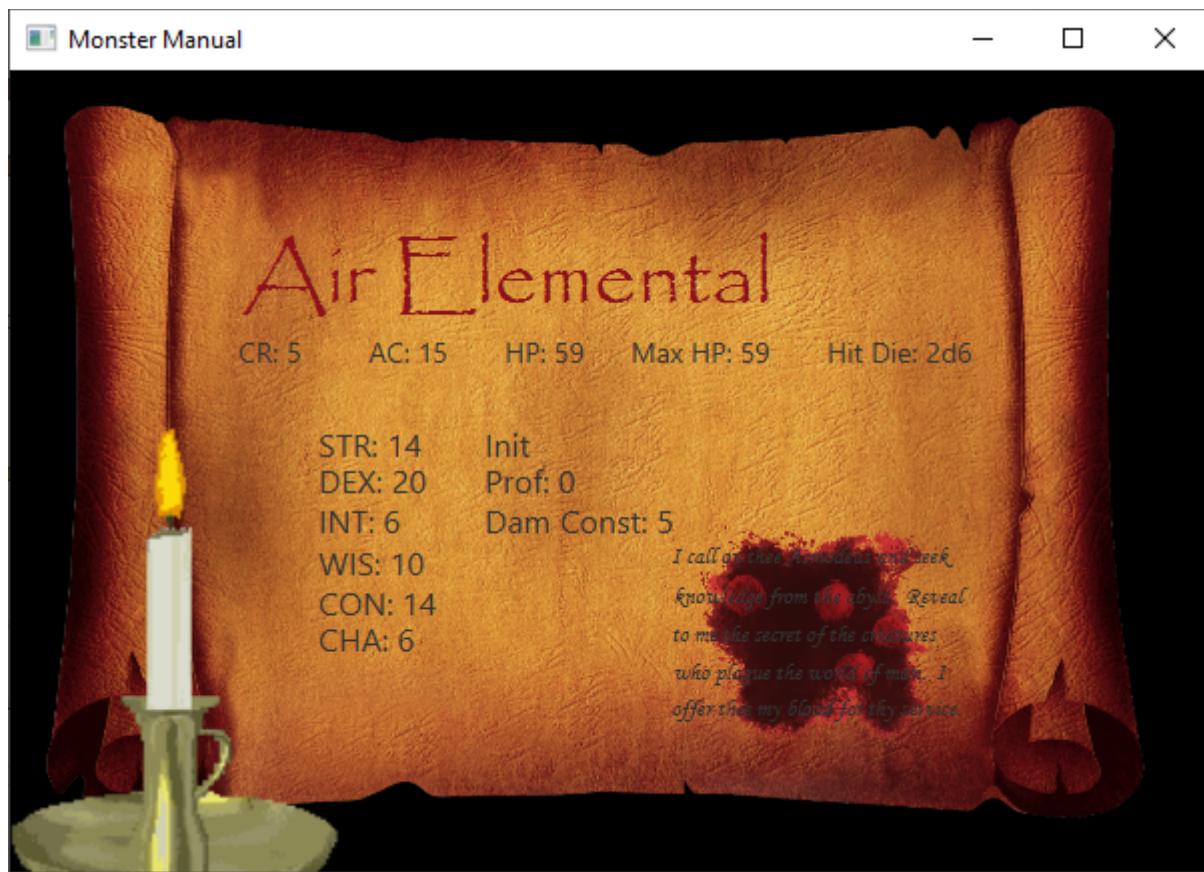 Monster Manual
Air Elemental
CR: 5 AC: 15 HP: 59 Max HP: 59 Hit Die: 2d6
STR: 14 Init
DEX: 20 Prof: 0
INT: 6 Dam Const: 5
WIS: 10
CON: 14
CHA: 6
I call on thee Asmodeus and seek
knowledge from the abyss. Reveal
to me the secret of the creatures
who plague the world of men. I
offer thee my blood for thy service.